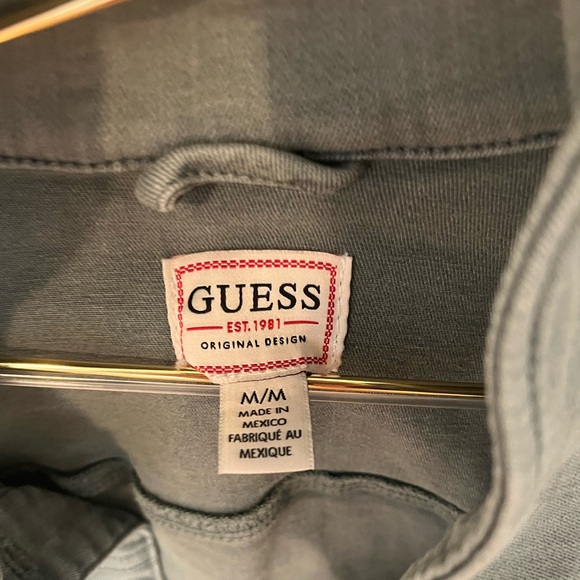 GUESS
EST. 1981
ORIGINAL DESIGN
M/M
MADE IN
MEXICO
FABRIQUÉ AU
MEXIQUE